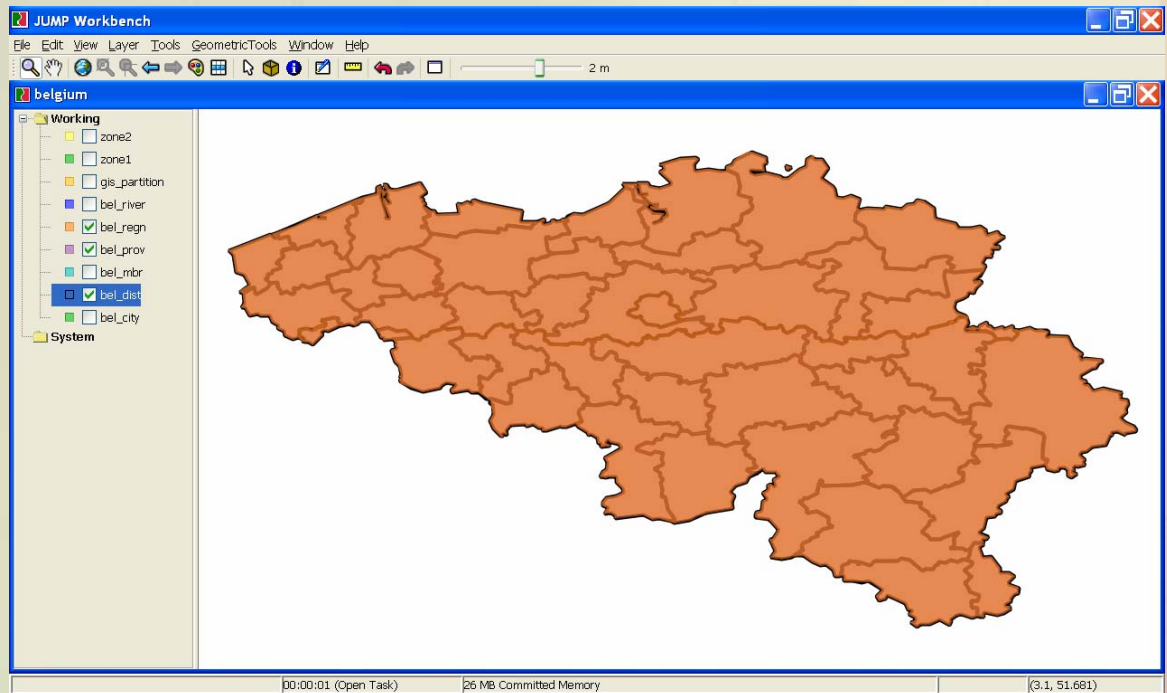 JUMP Workbench
File Edit View Layer Tools GeometricTools Window Help
2 m
belgium
Working
zone2
zone1
gis_partition
bel_river
bel_regn
bel_prov
bel_mbr
bel_dist
bel_city
System
00:00:01 (Open Task) 26 MB Committed Memory (3.1, 51.681)